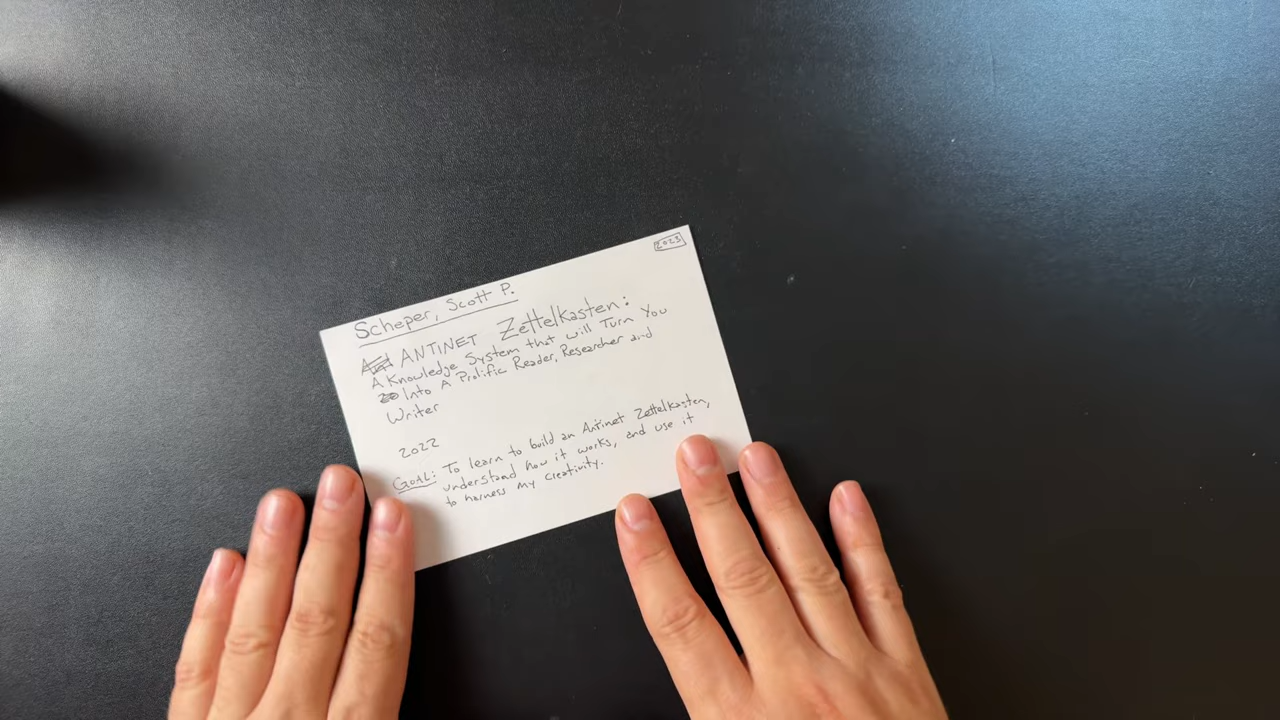 2023
Scheper, Scott P.
ANTINET Zettelkasten:
A Knowledge System that will Turn You
Into A Prolific Reader, Researcher and
Writer
2022
GOAL: To learn to build an Antinet Zettelkasten,
understand how it works, and use it
to harness my creativity.